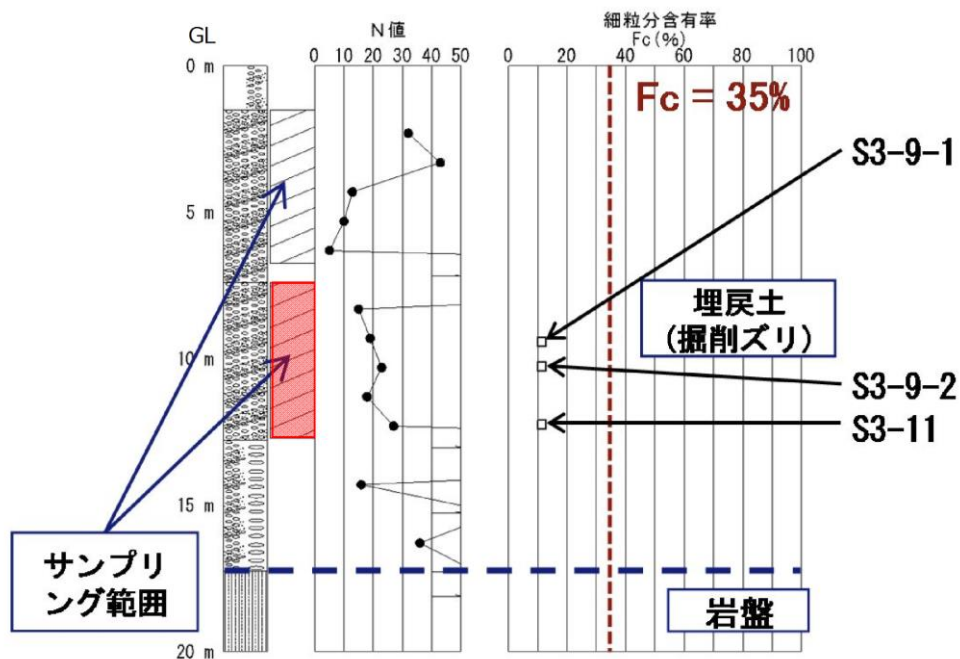 GL
N値
0 10 20 30 40 50
細粒分含有率
Fc(%)
0 20 40 60 80 100
0 m
5 m
10 m
15 m
20 m
Fc = 35%
S3-9-1
埋戻土
(掘削ズリ)
S3-9-2
S3-11
サンプリ
ング範囲
岩盤